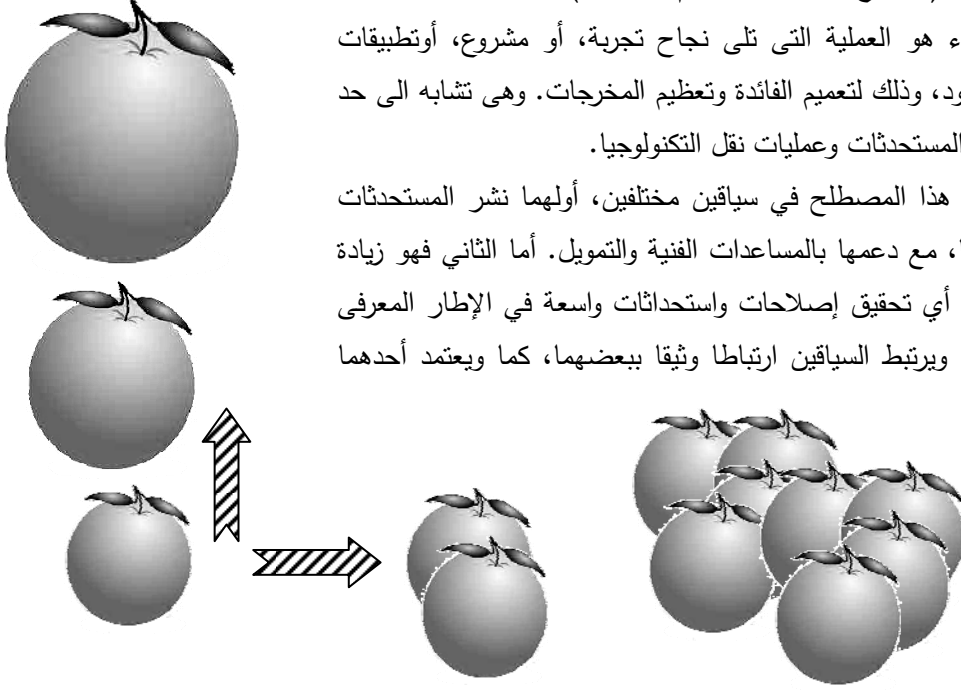 ء هو العملية التى تلى نجاح تجربة، أو مشروع، أوتطبيقات
ود، وذلك لتعميم الفائدة وتعظيم المخرجات. وهى تشابه الى حد
المستحدثات وعمليات نقل التكنولوجيا.
هذا المصطلح في سياقين مختلفين، أولهما نشر المستحدثات
ا، مع دعمها بالمساعدات الفنية والتمويل. أما الثاني فهو زيادة
أي تحقيق إصلاحات واستحداثات واسعة في الإطار المعرفى
ويرتبط السياقين ارتباطا وثيقا ببعضهما، كما ويعتمد أحدهما